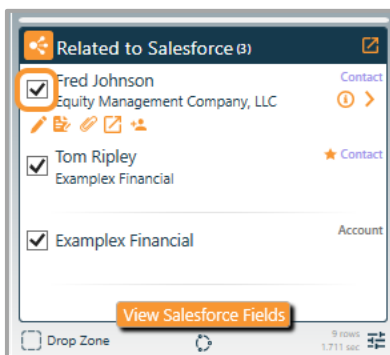 Related to Salesforce (3)
Fred Johnson
Contact
Equity Management Company, LLC
Tom Ripley
Contact
Examplex Financial
Examplex Financial
Account
View Salesforce Fields
Drop Zone
9 rows
1.711 sec